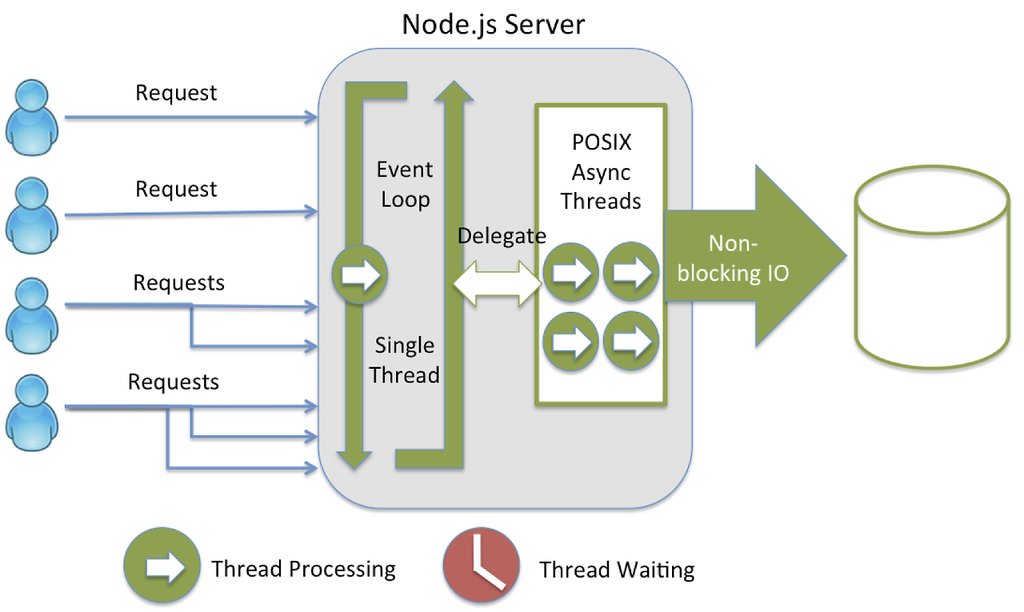 Node.js Server
Request
Request
Requests
Requests
Event
Loop
Single
Thread
Delegate
POSIX
Async
Threads
Non-
blocking IO
Thread Processing
Thread Waiting